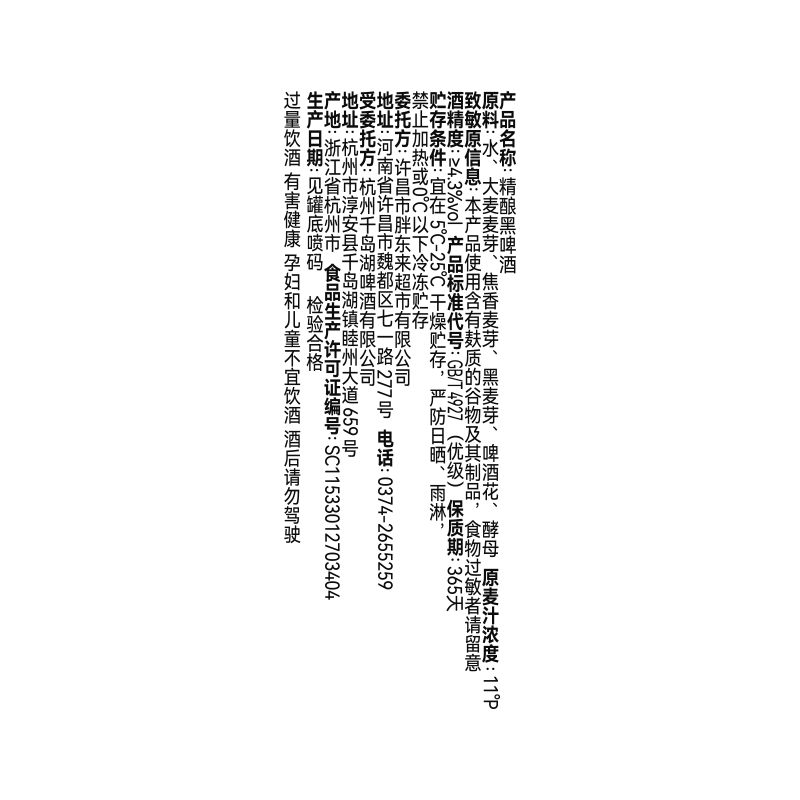 产品名称：精酿黑啤酒
原料：水、大麦麦芽、焦香麦芽、黑麦芽、啤酒花、酵母 原麦汁浓度：11°P
致敏原信息：本产品使用含有麸质的谷物及其制品，食物过敏者请留意
酒精度：≥4.3%vol 产品标准代号：GB/T 4927（优级）保质期：365天
贮存条件：宜在 5℃-25℃ 干燥贮存，严防日晒、雨淋，
禁止加热或0℃以下冷冻贮存
委托方：许昌市胖东来超市有限公司
地址：河南省许昌市魏都区七一路 277号 电话：0374-2655259
受委托方：杭州千岛湖啤酒有限公司
地址：杭州市淳安县千岛湖镇睦州大道 659 号
产地：浙江省杭州市 食品生产许可证编号：SC11533012703404
生产日期：见罐底喷码 检验合格
过量饮酒 有害健康 孕妇和儿童不宜饮酒 酒后请勿驾驶